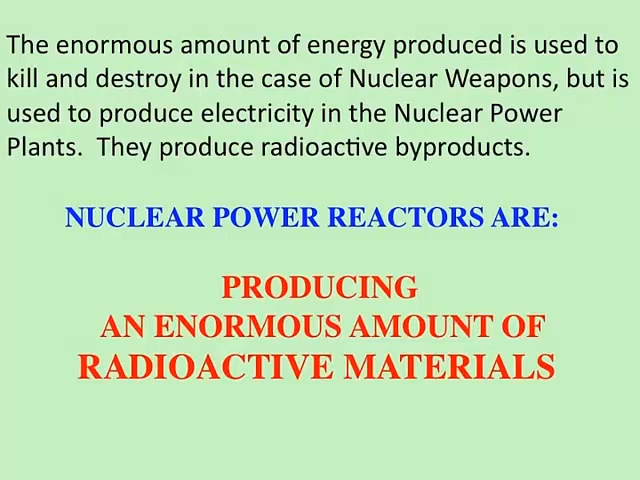 The enormous amount of energy produced is used to
kill and destroy in the case of Nuclear Weapons, but is
used to produce electricity in the Nuclear Power
Plants.  They produce radioactive byproducts.
NUCLEAR POWER REACTORS ARE:
PRODUCING
AN ENORMOUS AMOUNT OF
RADIOACTIVE MATERIALS